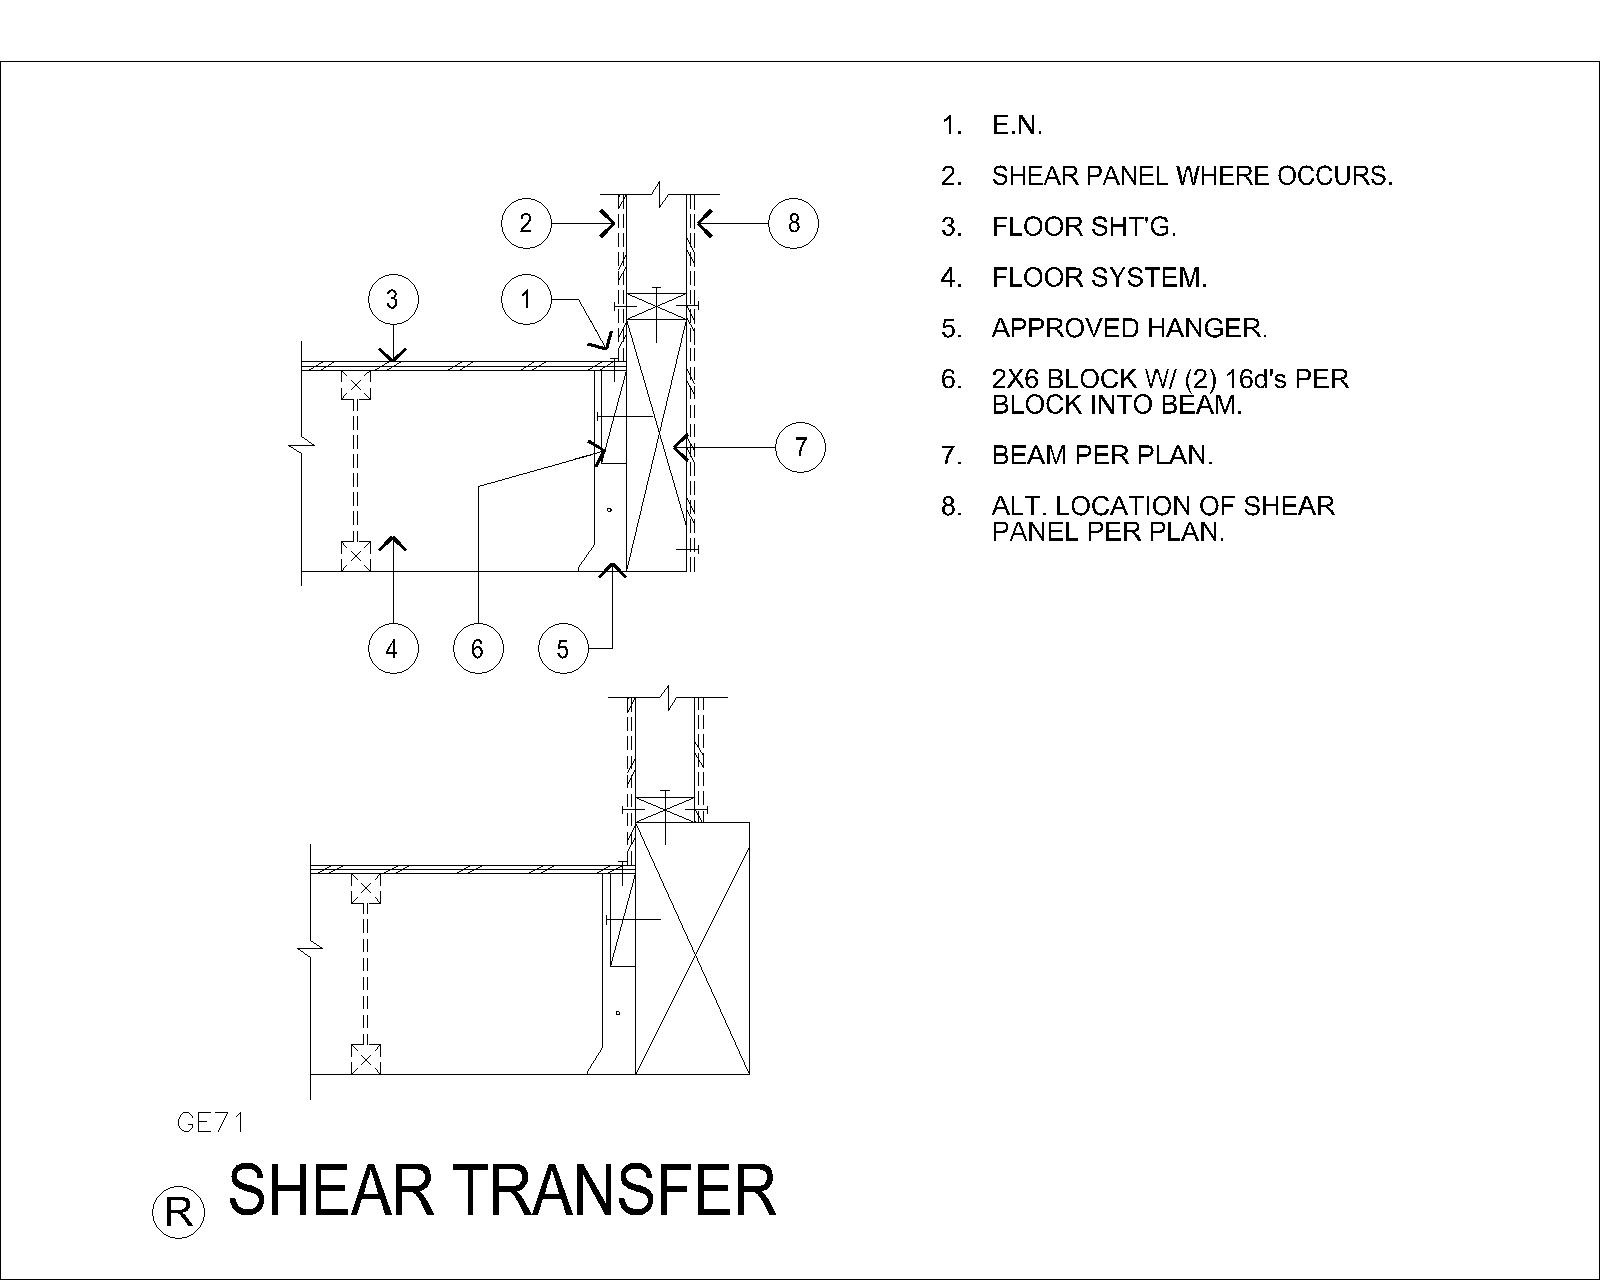 1. E.N.
2. SHEAR PANEL WHERE OCCURS.
3. FLOOR SHT'G.
4. FLOOR SYSTEM.
5. APPROVED HANGER.
6. 2X6 BLOCK W/ (2) 16d's PER
BLOCK INTO BEAM.
7. BEAM PER PLAN.
8. ALT. LOCATION OF SHEAR
PANEL PER PLAN.
2
8
3
1
7
4
6
5
GE71
R SHEAR TRANSFER